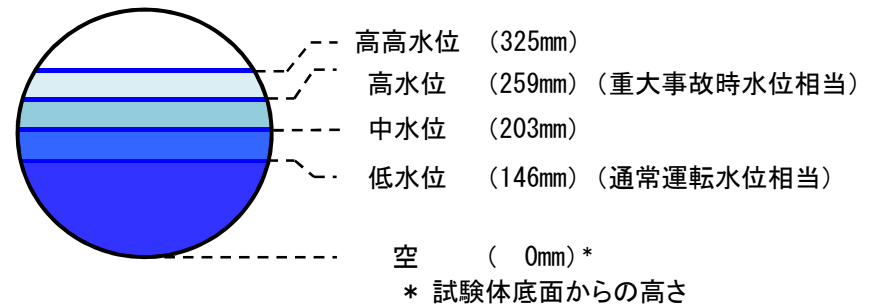 高高水位 (325mm)
高水位 (259mm) (重大事故時水位相当)
中水位 (203mm)
低水位 (146mm) (通常運転水位相当)
空 ( 0mm)*
* 試験体底面からの高さ